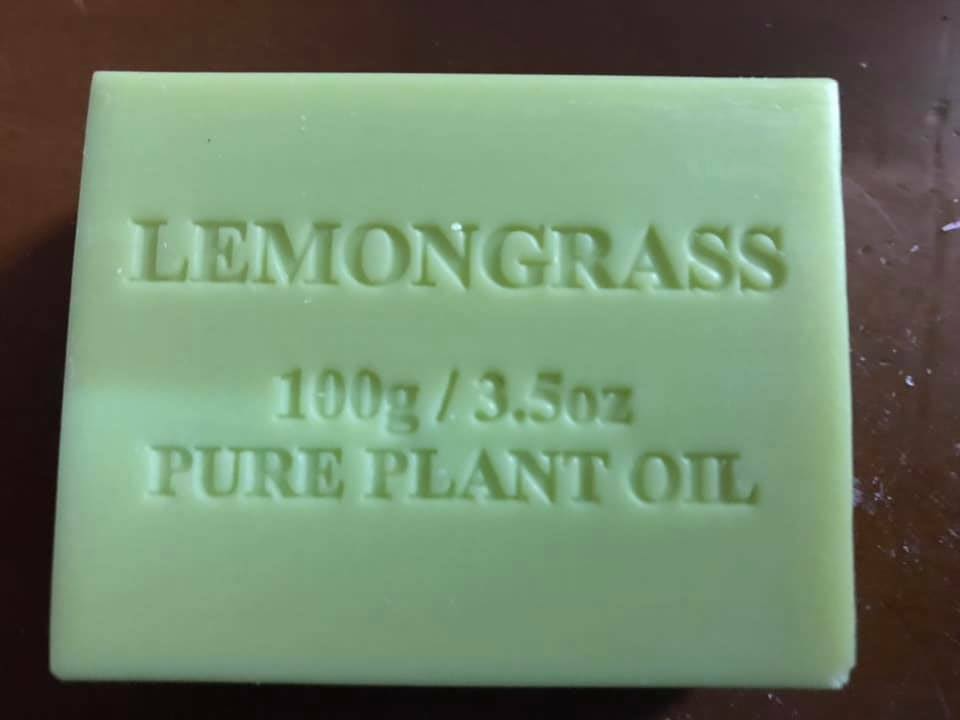 LEMONGRASS
100g / 3.5oz
PURE PLANT OIL